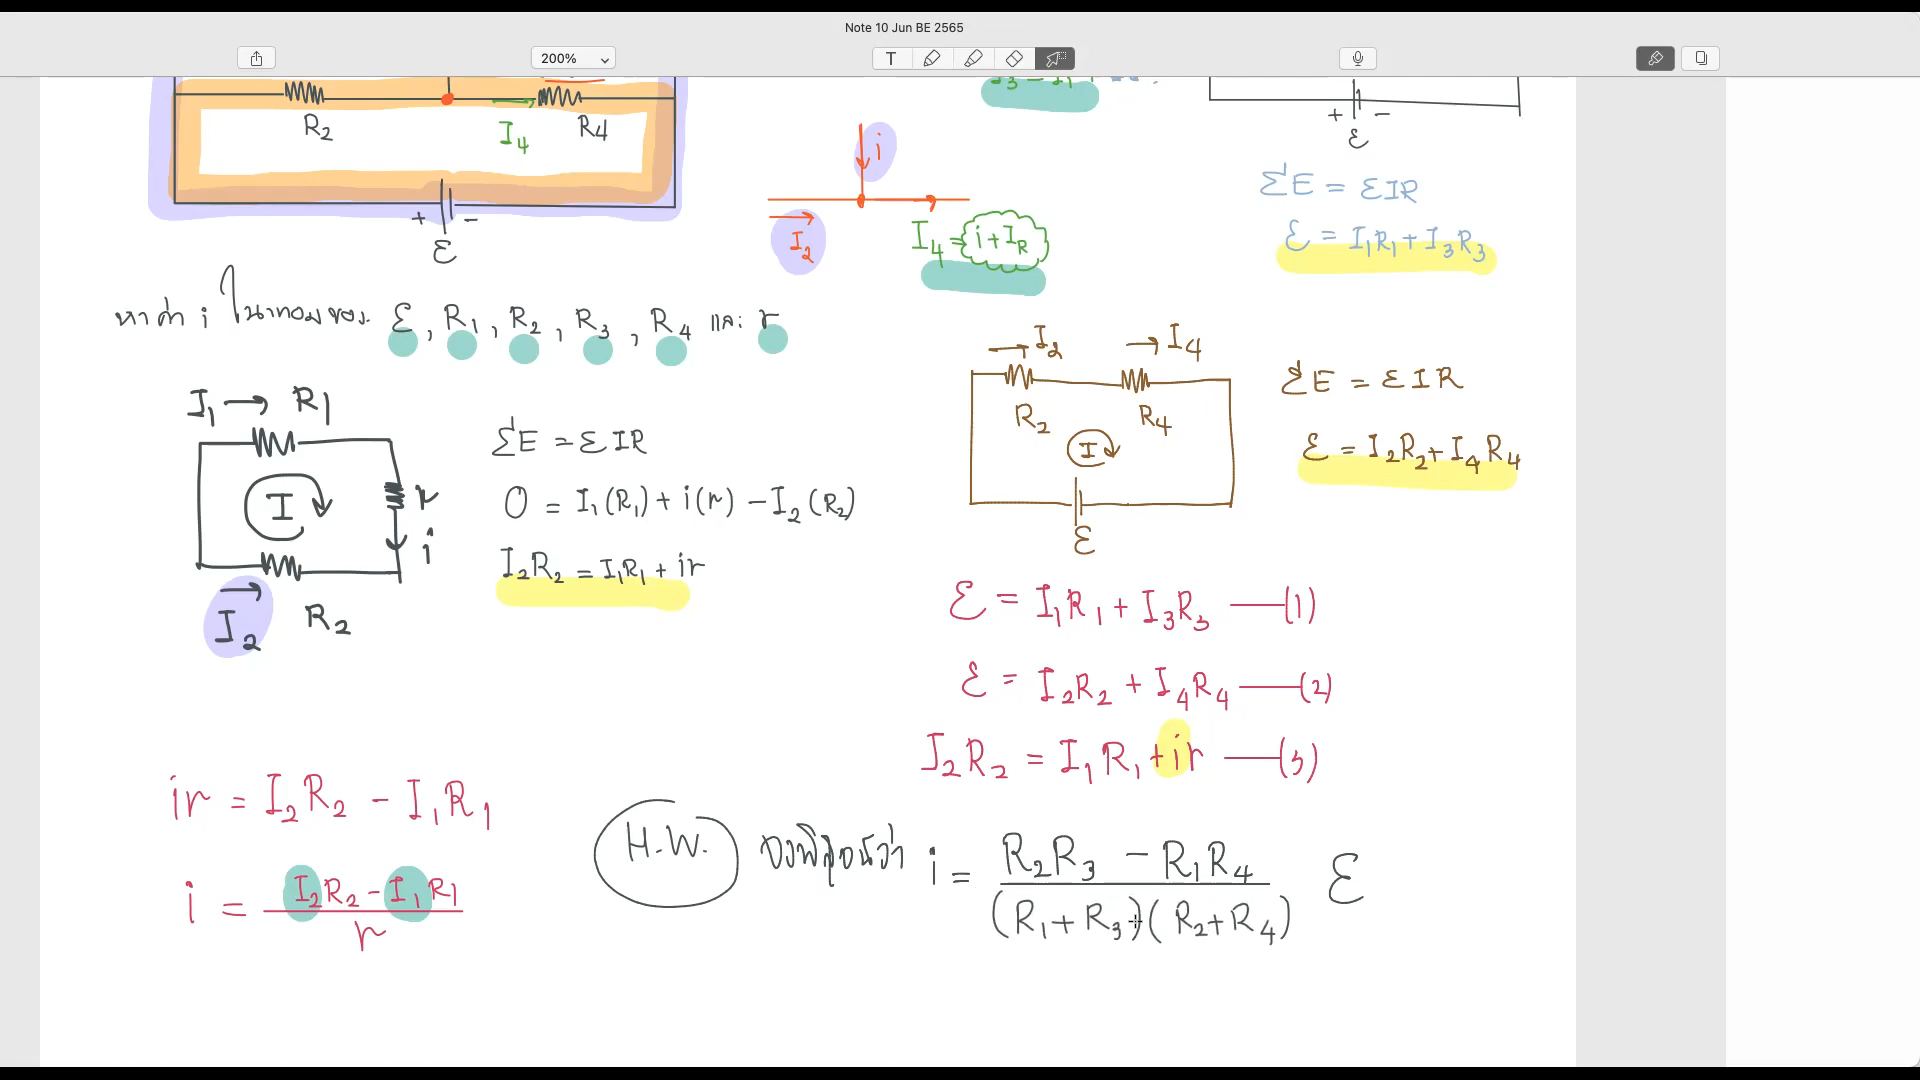 Note 10 Jun BE 2565
200%
T
R₂
I₄
R4
+ -
ℰ
i
I₂
I₄ = i + I_R
+ -
ℰ
ΣE = ΣIR
ℰ = I₁R₁ + I₃R₃
หาค่า i ในเทอมของ ℰ , R₁ , R₂ , R₃ , R₄ และ r
I₁ → R₁
I
r
i
I₂
R₂
ΣE = ΣIR
0 = I₁(R₁) + i(r) - I₂(R₂)
I₂R₂ = I₁R₁ + ir
I₂
I₄
R₂
R₄
I
ℰ
ΣE = ΣIR
ℰ = I₂R₂ + I₄R₄
ℰ = I₁R₁ + I₃R₃ —(1)
ℰ = I₂R₂ + I₄R₄ —(2)
I₂R₂ = I₁R₁ + ir —(3)
ir = I₂R₂ - I₁R₁
i = (I₂R₂ - I₁R₁) / r
H.W. จงพิสูจน์ว่า i = (R₂R₃ - R₁R₄) / ((R₁+R₃)(R₂+R₄)) ℰ